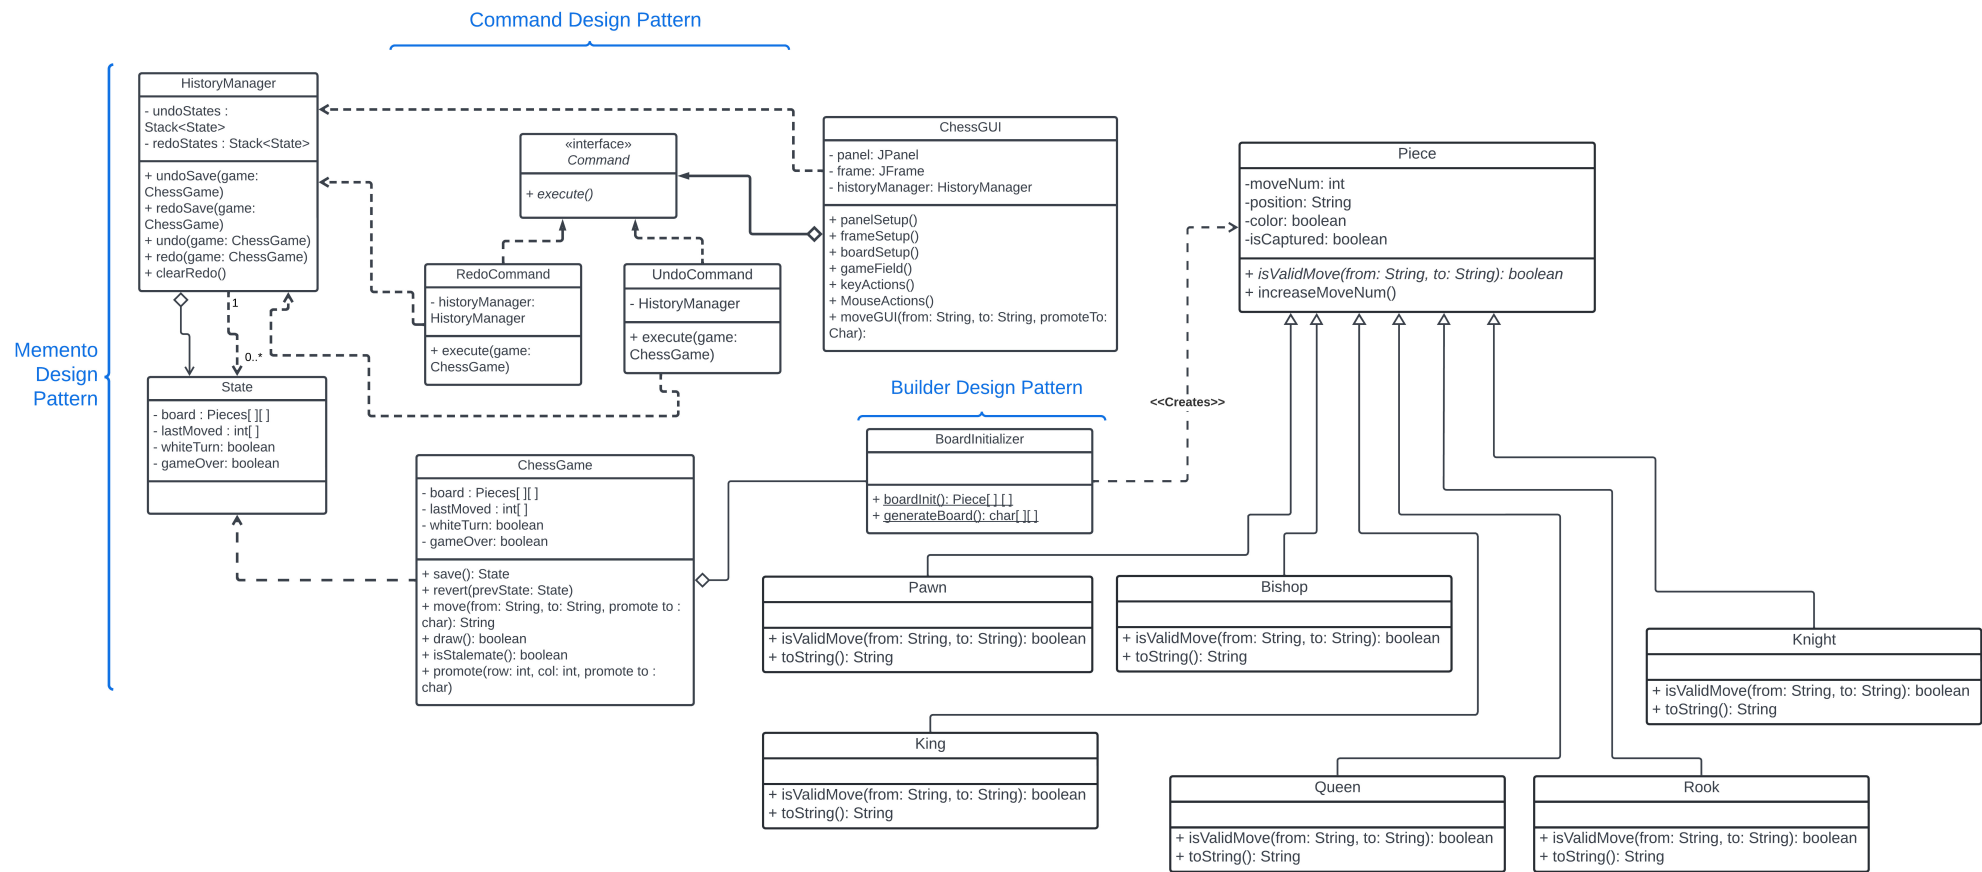 Command Design Pattern
Memento
Design
Pattern
HistoryManager
- undoStates :
Stack<State>
- redoStates : Stack<State>
+ undoSave(game:
ChessGame)
+ redoSave(game:
ChessGame)
+ undo(game: ChessGame)
+ redo(game: ChessGame)
+ clearRedo()
1
0..*
State
- board : Pieces[ ][ ]
- lastMoved : int[ ]
- whiteTurn: boolean
- gameOver: boolean
«interface»
Command
+ execute()
RedoCommand
- historyManager:
HistoryManager
+ execute(game:
ChessGame)
UndoCommand
- HistoryManager
+ execute(game:
ChessGame)
ChessGUI
- panel: JPanel
- frame: JFrame
- historyManager: HistoryManager
+ panelSetup()
+ frameSetup()
+ boardSetup()
+ gameField()
+ keyActions()
+ MouseActions()
+ moveGUI(from: String, to: String, promoteTo:
Char):
Builder Design Pattern
BoardInitializer
+ boardInit(): Piece[ ] [ ]
+ generateBoard(): char[ ][ ]
<<Creates>>
ChessGame
- board : Pieces[ ][ ]
- lastMoved : int[ ]
- whiteTurn: boolean
- gameOver: boolean
+ save(): State
+ revert(prevState: State)
+ move(from: String, to: String, promote to :
char): String
+ draw(): boolean
+ isStalemate(): boolean
+ promote(row: int, col: int, promote to :
char)
Piece
-moveNum: int
-position: String
-color: boolean
-isCaptured: boolean
+ isValidMove(from: String, to: String): boolean
+ increaseMoveNum()
Pawn
+ isValidMove(from: String, to: String): boolean
+ toString(): String
Bishop
+ isValidMove(from: String, to: String): boolean
+ toString(): String
Knight
+ isValidMove(from: String, to: String): boolean
+ toString(): String
King
+ isValidMove(from: String, to: String): boolean
+ toString(): String
Queen
+ isValidMove(from: String, to: String): boolean
+ toString(): String
Rook
+ isValidMove(from: String, to: String): boolean
+ toString(): String